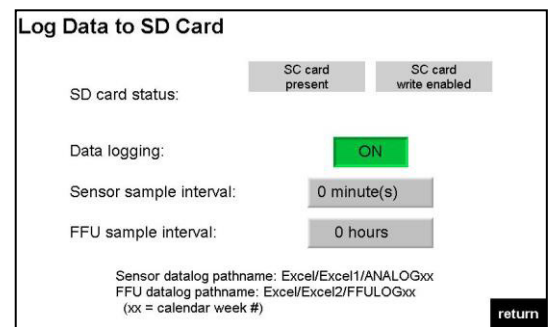 Log Data to SD Card
SC card
present
SC card
write enabled
SD card status:
Data logging:
ON
Sensor sample interval:
0 minute(s)
FFU sample interval:
0 hours
Sensor datalog pathname: Excel/Excel1/ANALOGxx
FFU datalog pathname: Excel/Excel2/FFULOGxx
(xx = calendar week #)
return